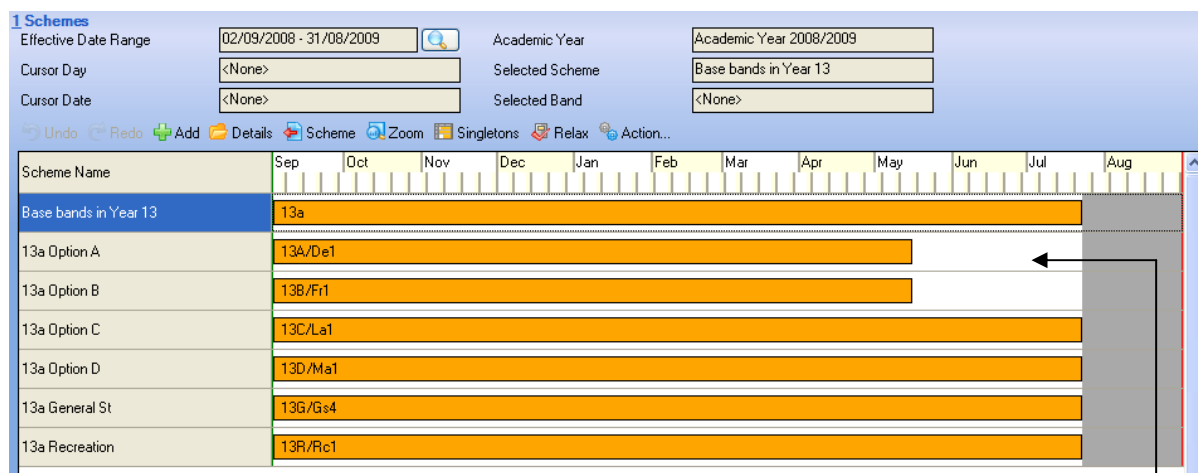 1 Schemes
Effective Date Range 02/09/2008 - 31/08/2009 Academic Year Academic Year 2008/2009
Cursor Day <None> Selected Scheme Base bands in Year 13
Cursor Date <None> Selected Band <None>
Undo Redo Add Details Scheme Zoom Singletons Relax Action...
Scheme Name Sep Oct Nov Dec Jan Feb Mar Apr May Jun Jul Aug
Base bands in Year 13 13a
13a Option A 13A/De1
13a Option B 13B/Fr1
13a Option C 13C/La1
13a Option D 13D/Ma1
13a General St 13G/Gs4
13a Recreation 13R/Rc1